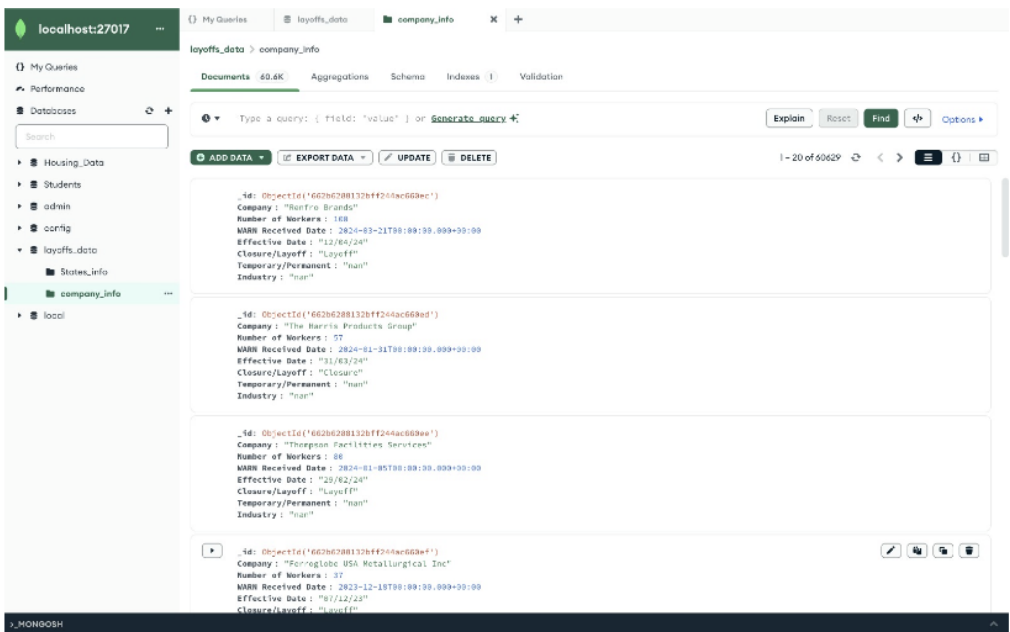 localhost:27017 ...
{} My Queries
Performance
Databases
Search
Housing_Data
Students
admin
config
layoffs_data
States_info
company_info ...
local
{} My Queries layoffs_data company_info
layoffs_data > company_info
Documents 60.6K Aggregations Schema Indexes 1 Validation
Type a query: { field: 'value' } or Generate query
Explain Reset Find </> Options
ADD DATA EXPORT DATA UPDATE DELETE
1 - 20 of 60629 {}
_id: ObjectId('662b6288132bff244ac660ec')
Company : "Renfro Brands"
Number of Workers : 108
WARN Received Date : 2024-03-21T00:00:00.000+00:00
Effective Date : "12/04/24"
Closure/Layoff : "Layoff"
Temporary/Permanent : "nan"
Industry : "nan"
_id: ObjectId('662b6288132bff244ac660ed')
Company : "The Harris Products Group"
Number of Workers : 57
WARN Received Date : 2024-01-31T00:00:00.000+00:00
Effective Date : "31/03/24"
Closure/Layoff : "Closure"
Temporary/Permanent : "nan"
Industry : "nan"
_id: ObjectId('662b6288132bff244ac660ee')
Company : "Thompson Facilities Services"
Number of Workers : 80
WARN Received Date : 2024-01-05T00:00:00.000+00:00
Effective Date : "29/02/24"
Closure/Layoff : "Layoff"
Temporary/Permanent : "nan"
Industry : "nan"
_id: ObjectId('662b6288132bff244ac660ef')
Company : "Ferroglobe USA Metallurgical Inc"
Number of Workers : 37
WARN Received Date : 2023-12-18T00:00:00.000+00:00
Effective Date : "07/12/23"
Closure/Layoff : "Layoff"
>_MONGOSH